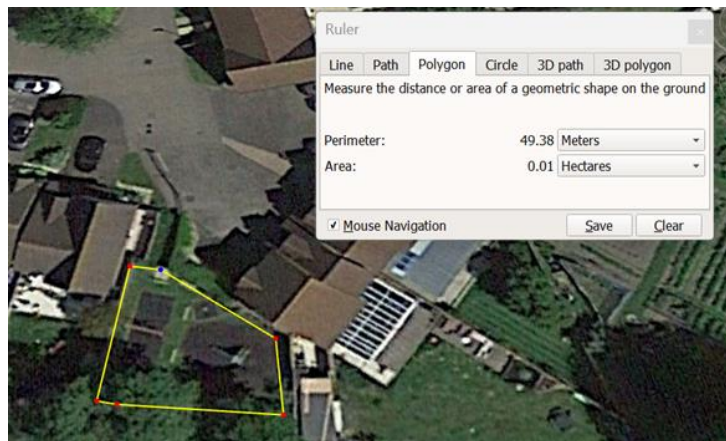 Ruler
Line Path Polygon Circle 3D path 3D polygon
Measure the distance or area of a geometric shape on the ground
Perimeter: 49.38 Meters
Area: 0.01 Hectares
Mouse Navigation Save Clear